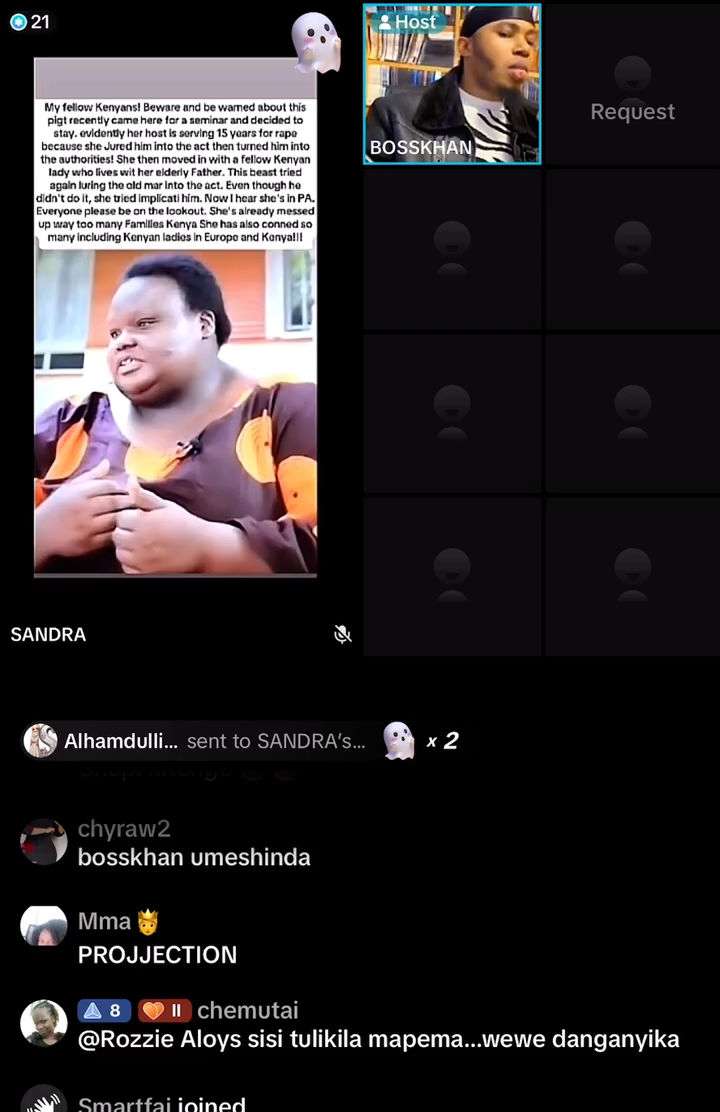 21
My fellow Kenyans! Beware and be warned about this
pigt recently came here for a seminar and decided to
stay. evidently her host is serving 15 years for rape
because she Jured him into the act then turned him into
the authorities! She then moved in with a fellow Kenyan
lady who lives wit her elderly Father. This beast tried
again luring the old mar into the act. Even though he
didn't do it, she tried implicati him. Now I hear she's in PA.
Everyone please be on the lookout. She's already messed
up way too many Familles Kenya She has also conned so
many including Kenyan ladies in Europe and Konya!!!
SANDRA
Host
BOSSKHAN
Request
Alhamdulli... sent to SANDRA's... x 2
chyraw2
bosskhan umeshinda
Mma
PROJJECTION
8 II chemutai
@Rozzie Aloys sisi tulikila mapema...wewe danganyika
Smartfai joined